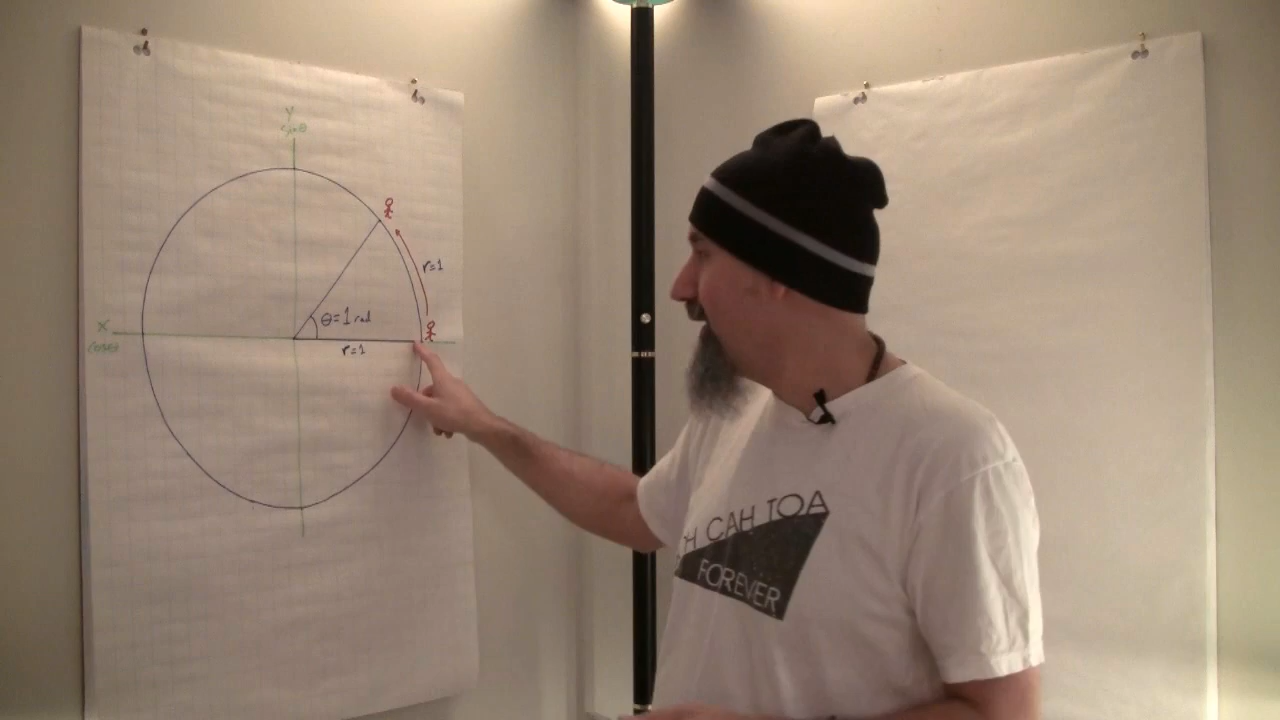 Y
sinθ
r=1
θ=1 rad
X
cosθ
r=1
H CAH TOA
FOREVER